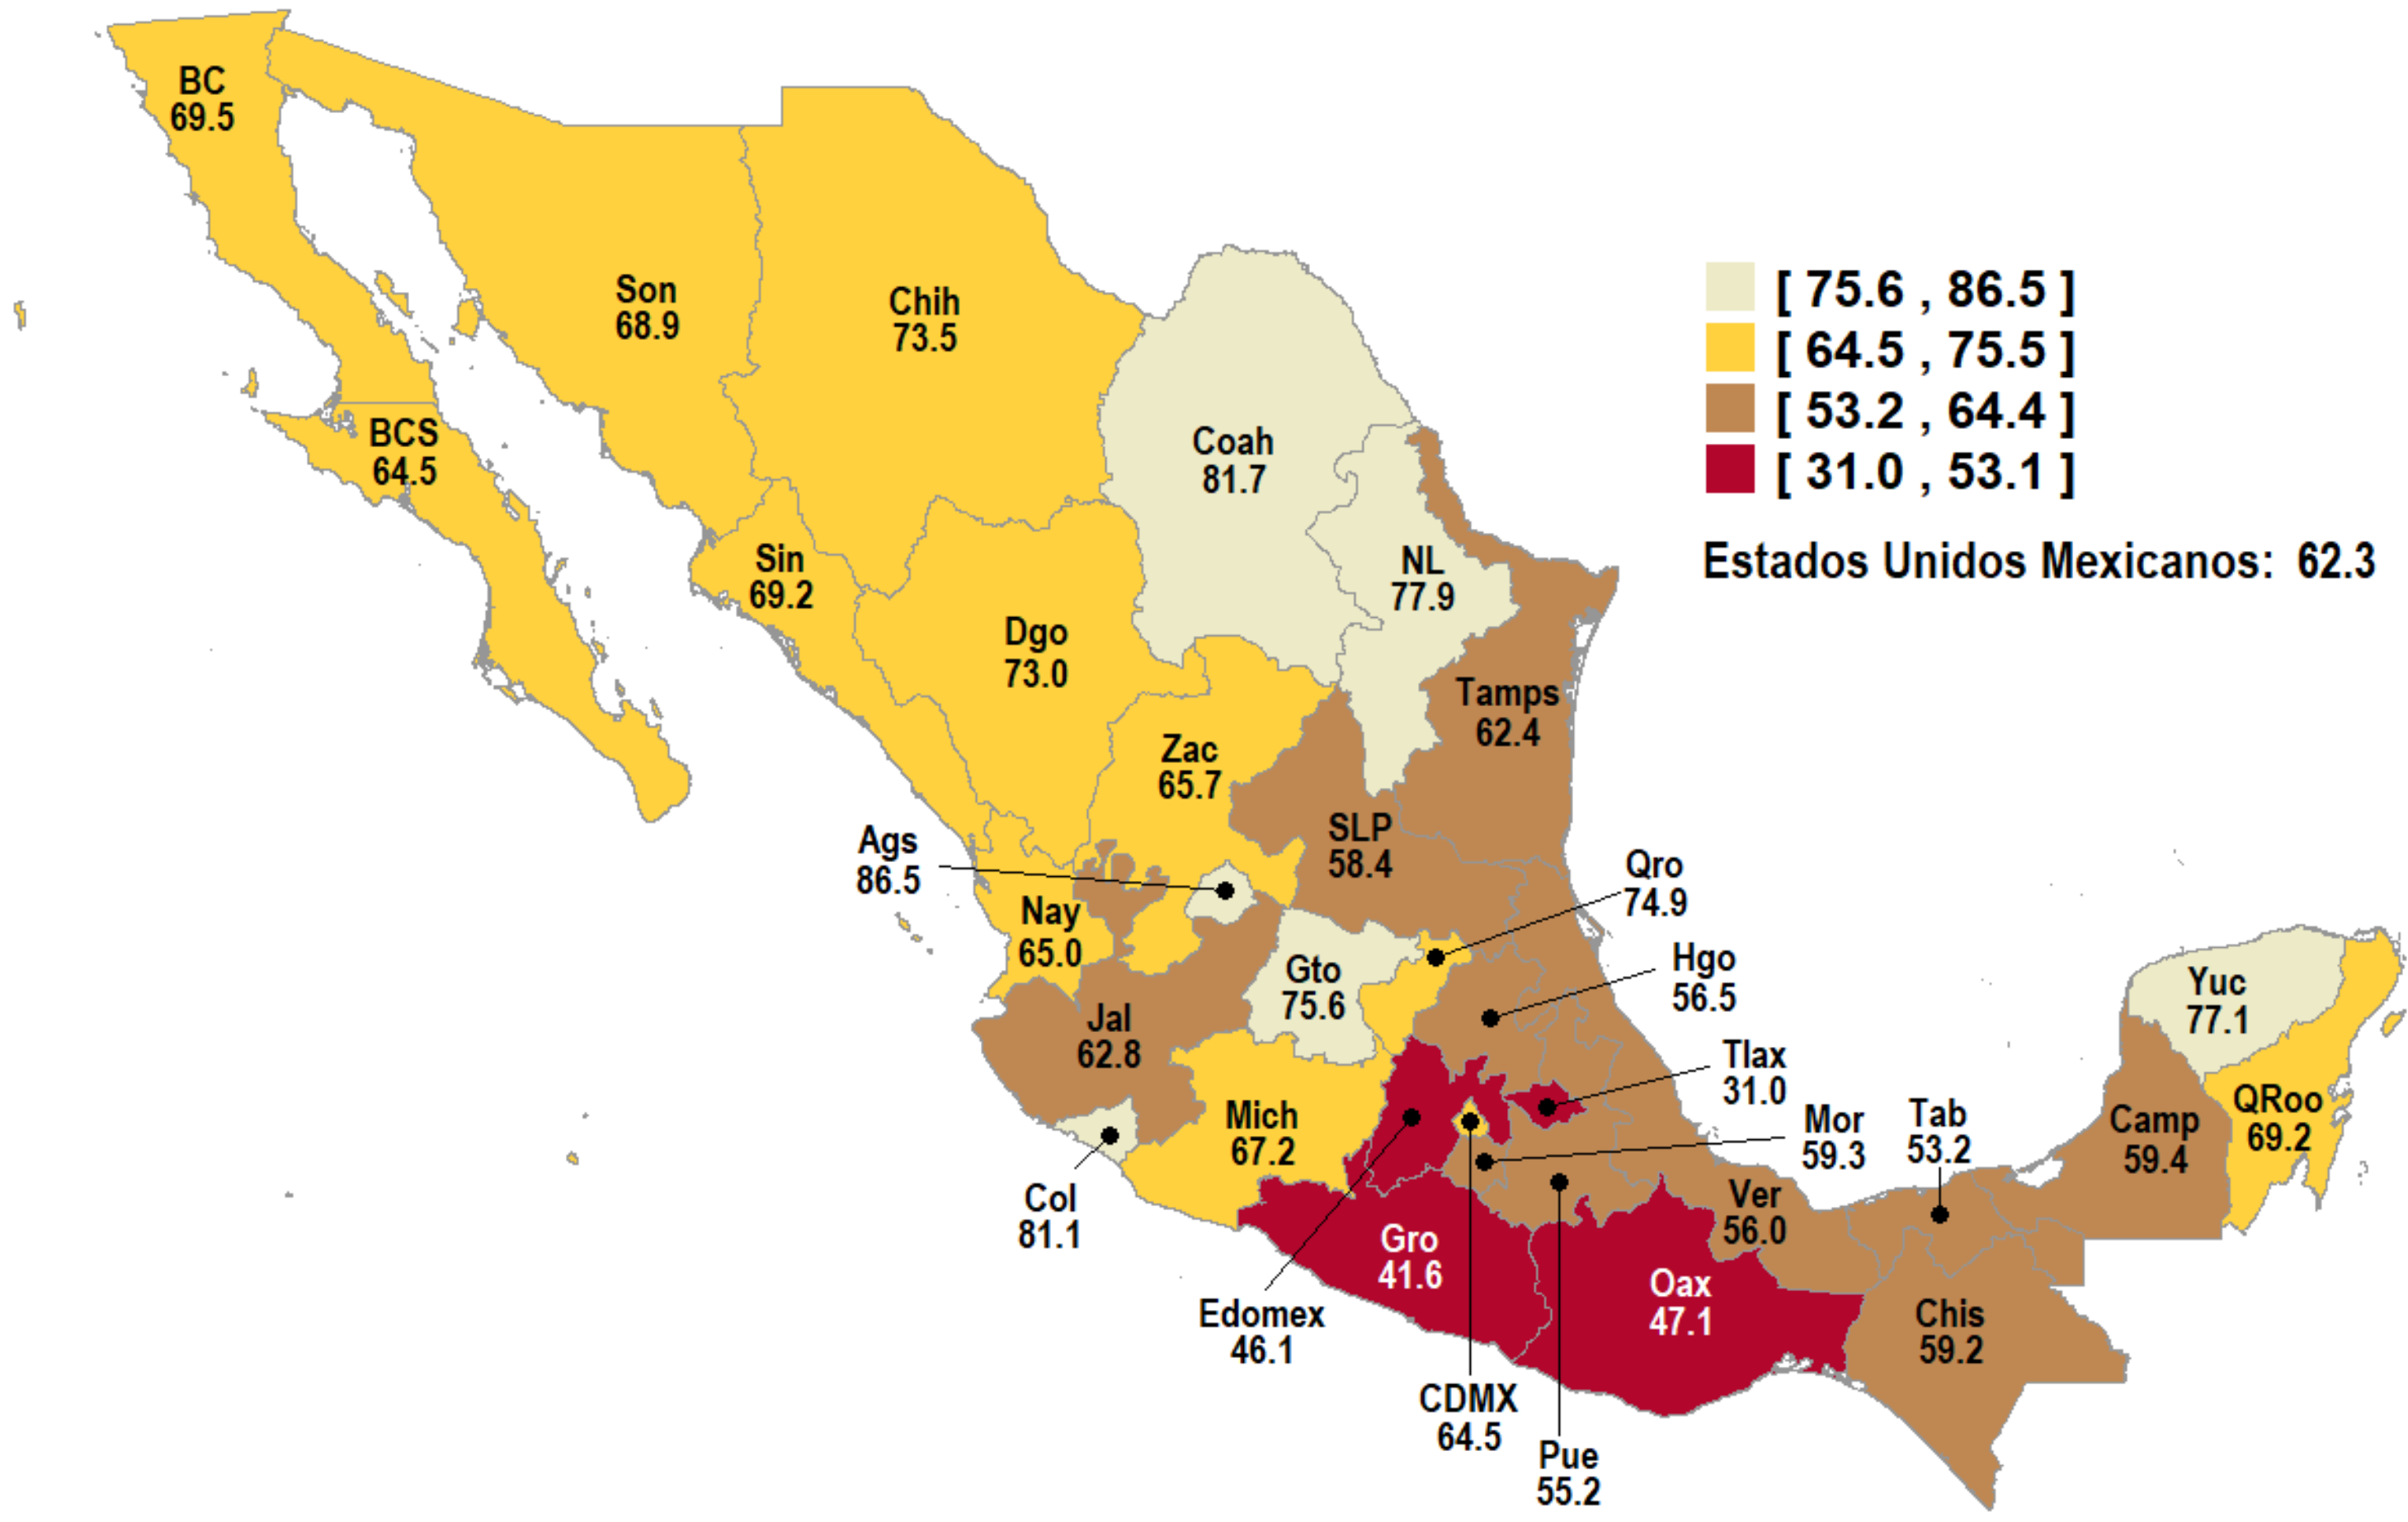 BC
69.5
Son
68.9
Chih
73.5
[ 75.6 , 86.5 ]
[ 64.5 , 75.5 ]
[ 53.2 , 64.4 ]
[ 31.0 , 53.1 ]
Estados Unidos Mexicanos: 62.3
BCS
64.5
Coah
81.7
Sin
69.2
NL
77.9
Dgo
73.0
Tamps
62.4
Zac
65.7
Ags
86.5
SLP
58.4
Qro
74.9
Nay
65.0
Gto
75.6
Hgo
56.5
Yuc
77.1
Jal
62.8
Tlax
31.0
Mich
67.2
Mor
59.3
Tab
53.2
Camp
59.4
QRoo
69.2
Col
81.1
Ver
56.0
Gro
41.6
Oax
47.1
Edomex
46.1
Chis
59.2
CDMX
64.5
Pue
55.2